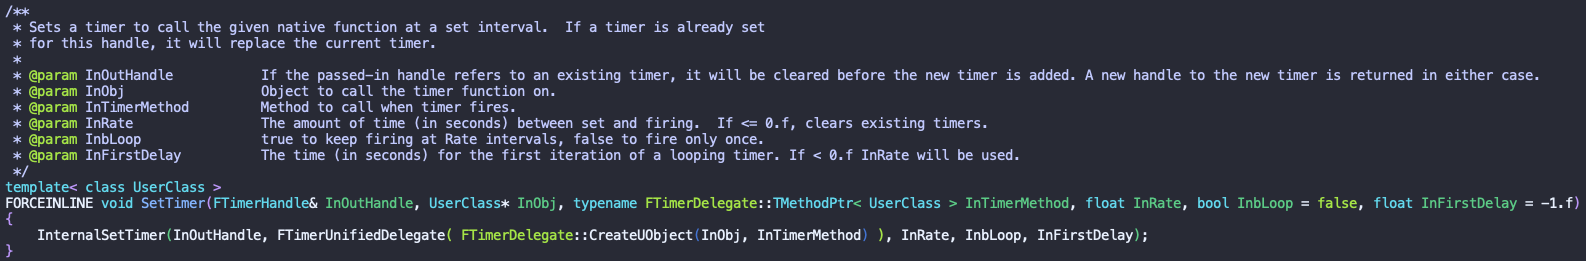 /**
 * Sets a timer to call the given native function at a set interval.  If a timer is already set
 * for this handle, it will replace the current timer.
 *
 * @param InOutHandle           If the passed-in handle refers to an existing timer, it will be cleared before the new timer is added. A new handle to the new timer is returned in either case.
 * @param InObj                 Object to call the timer function on.
 * @param InTimerMethod         Method to call when timer fires.
 * @param InRate                The amount of time (in seconds) between set and firing.  If <= 0.f, clears existing timers.
 * @param InbLoop               true to keep firing at Rate intervals, false to fire only once.
 * @param InFirstDelay          The time (in seconds) for the first iteration of a looping timer. If < 0.f InRate will be used.
 */
template< class UserClass >
FORCEINLINE void SetTimer(FTimerHandle& InOutHandle, UserClass* InObj, typename FTimerDelegate::TMethodPtr< UserClass > InTimerMethod, float InRate, bool InbLoop = false, float InFirstDelay = -1.f)
{
    InternalSetTimer(InOutHandle, FTimerUnifiedDelegate( FTimerDelegate::CreateUObject(InObj, InTimerMethod) ), InRate, InbLoop, InFirstDelay);
}